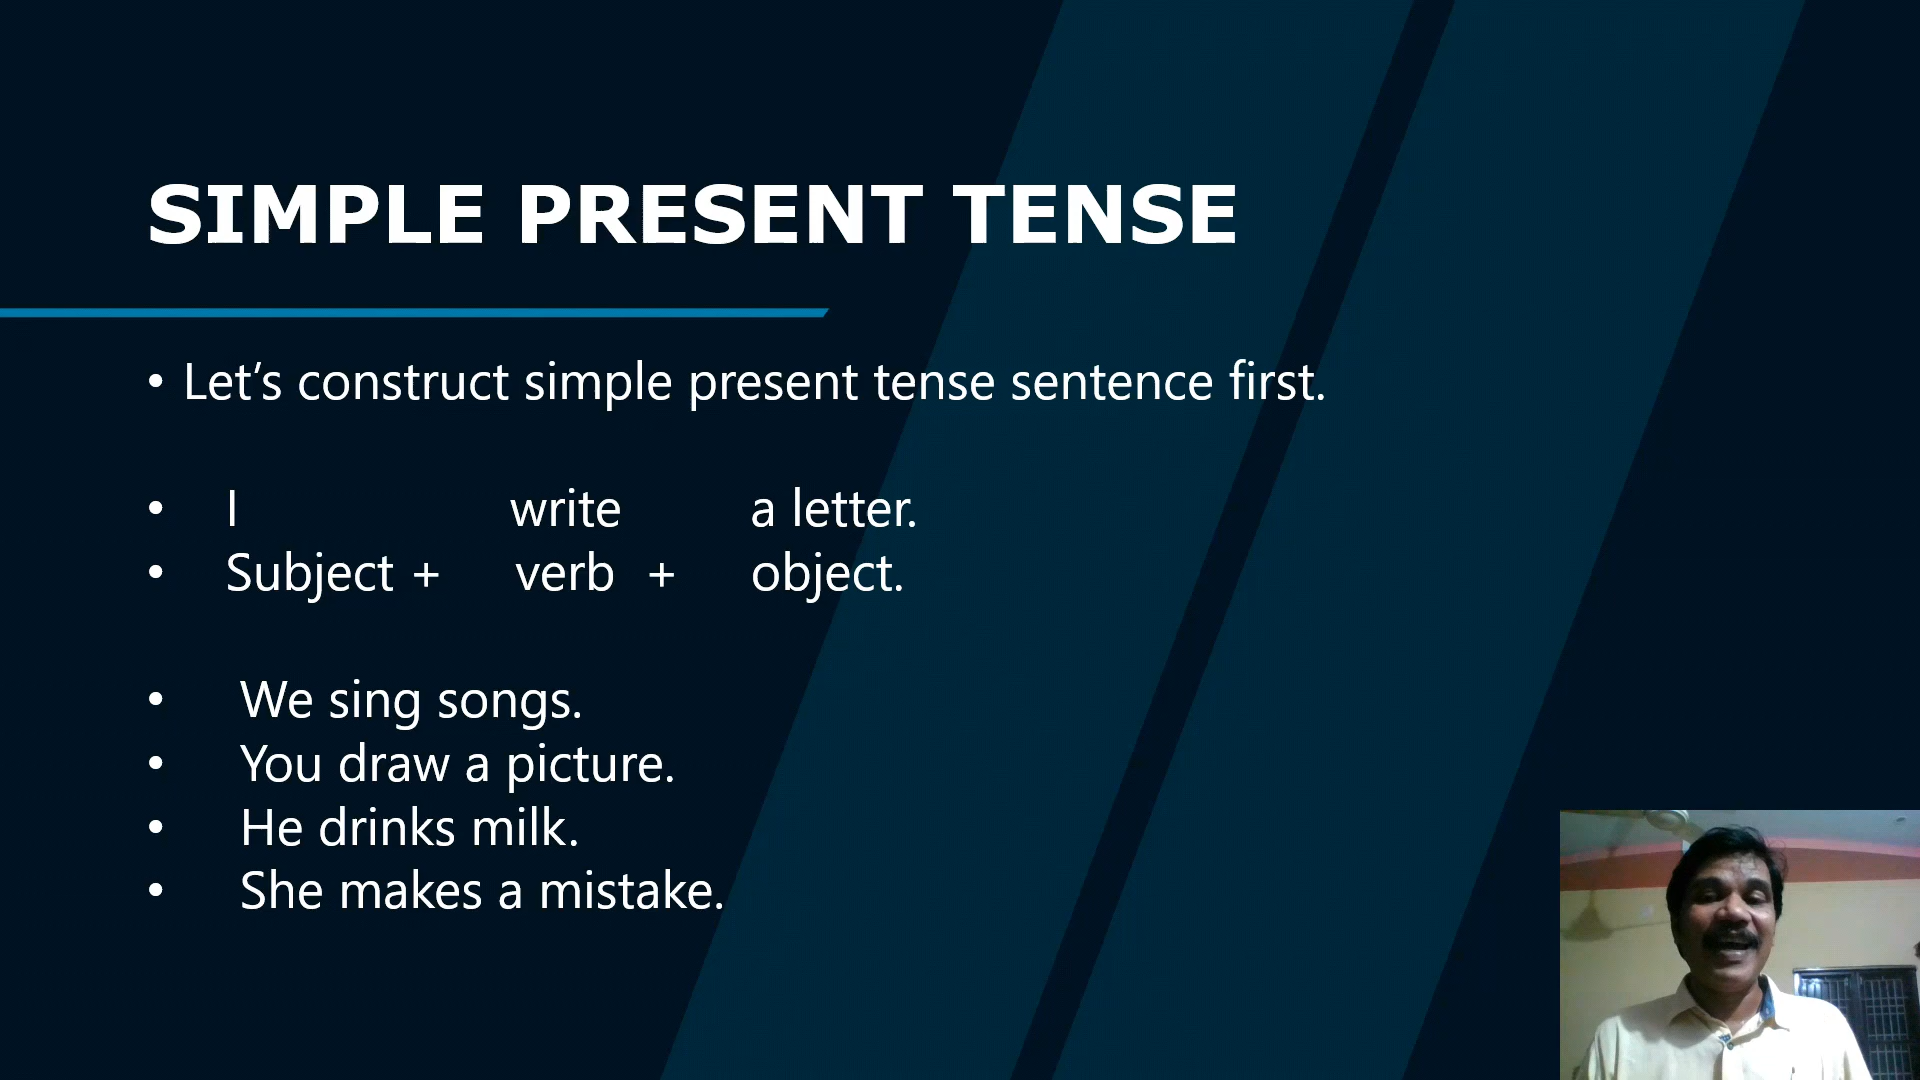 SIMPLE PRESENT TENSE
• Let’s construct simple present tense sentence first.
• I write a letter.
• Subject + verb + object.
• We sing songs.
• You draw a picture.
• He drinks milk.
• She makes a mistake.